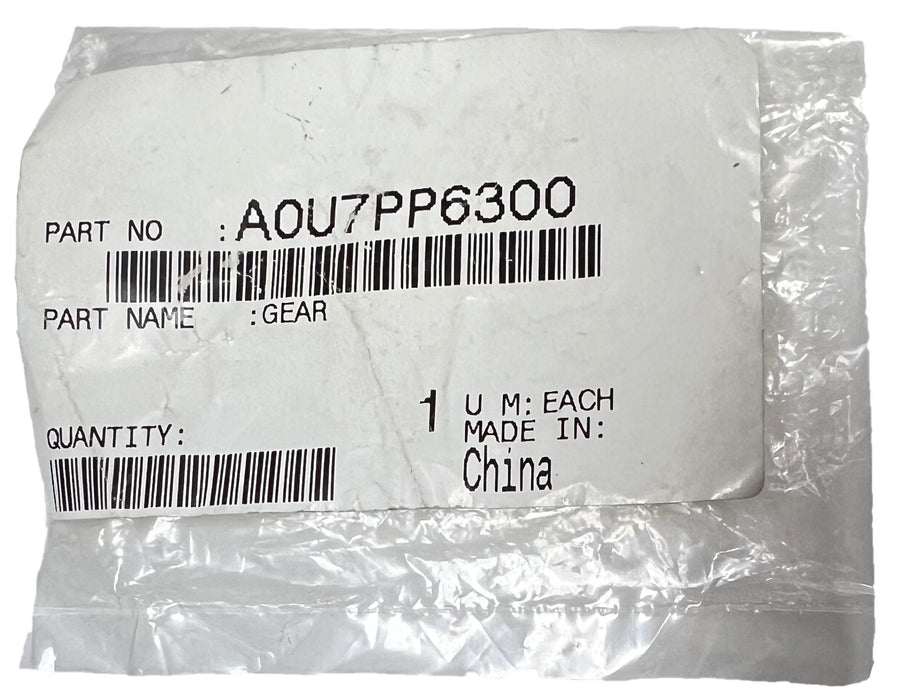 PART NO :A0U7PP6300
PART NAME :GEAR
QUANTITY: 1
U M: EACH
MADE IN:
China